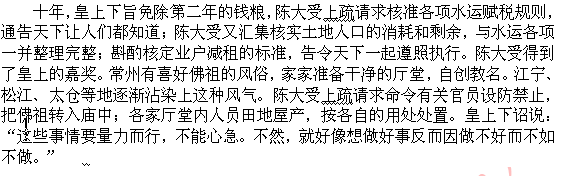 十年，皇上下旨免除第二年的钱粮，陈大受上疏请求核准各项水运赋税规则，
通告天下让人们都知道；陈大受又汇集核实土地人口的消耗和剩余，与水运各项
一并整理完整；斟酌核定业户减租的标准，告令天下一起遵照执行。陈大受得到
了皇上的嘉奖。常州有喜好佛祖的风俗，家家准备干净的厅堂，自创教名。江宁、
松江、太仓等地逐渐沾染上这种风气。陈大受上疏请求命令有关官员设防禁止，
把佛祖转入庙中；各家厅堂内人员田地屋产，按各自的用处处置。皇上下诏说：
“这些事情要量力而行，不能心急。不然，就好像想做好事反而因做不好而不如
不做。”